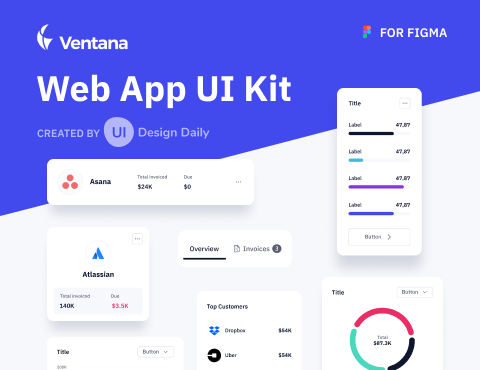 Ventana
FOR FIGMA
Web App UI Kit
CREATED BY UI Design Daily
Title
Label 47,87
Label 47,87
Label 47,87
Label 47,87
Button
Asana
Total invoiced
$24K
Due
$0
Atlassian
Total invoiced
140K
Due
$3.5K
Overview
Invoices 3
Top Customers
Dropbox $54K
Uber $54K
Title
Button
Total
$87.3K
Title
Button
$90K